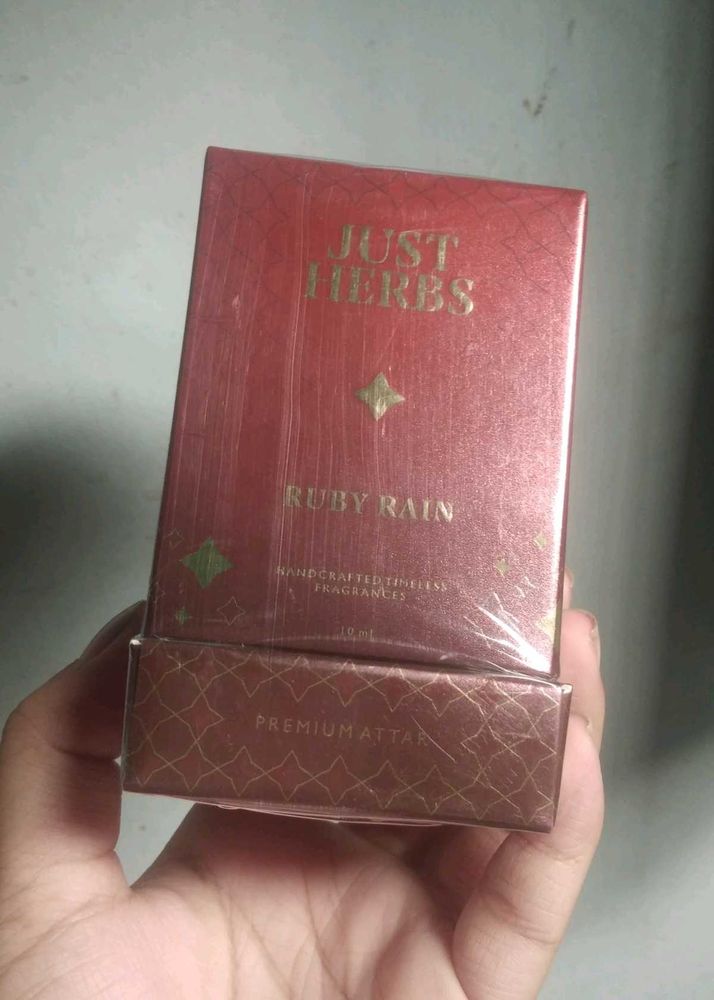 JUST
HERBS
RUBY RAIN
HANDCRAFTED TIMELESS
FRAGRANCES
10 ml
PREMIUM ATTAR